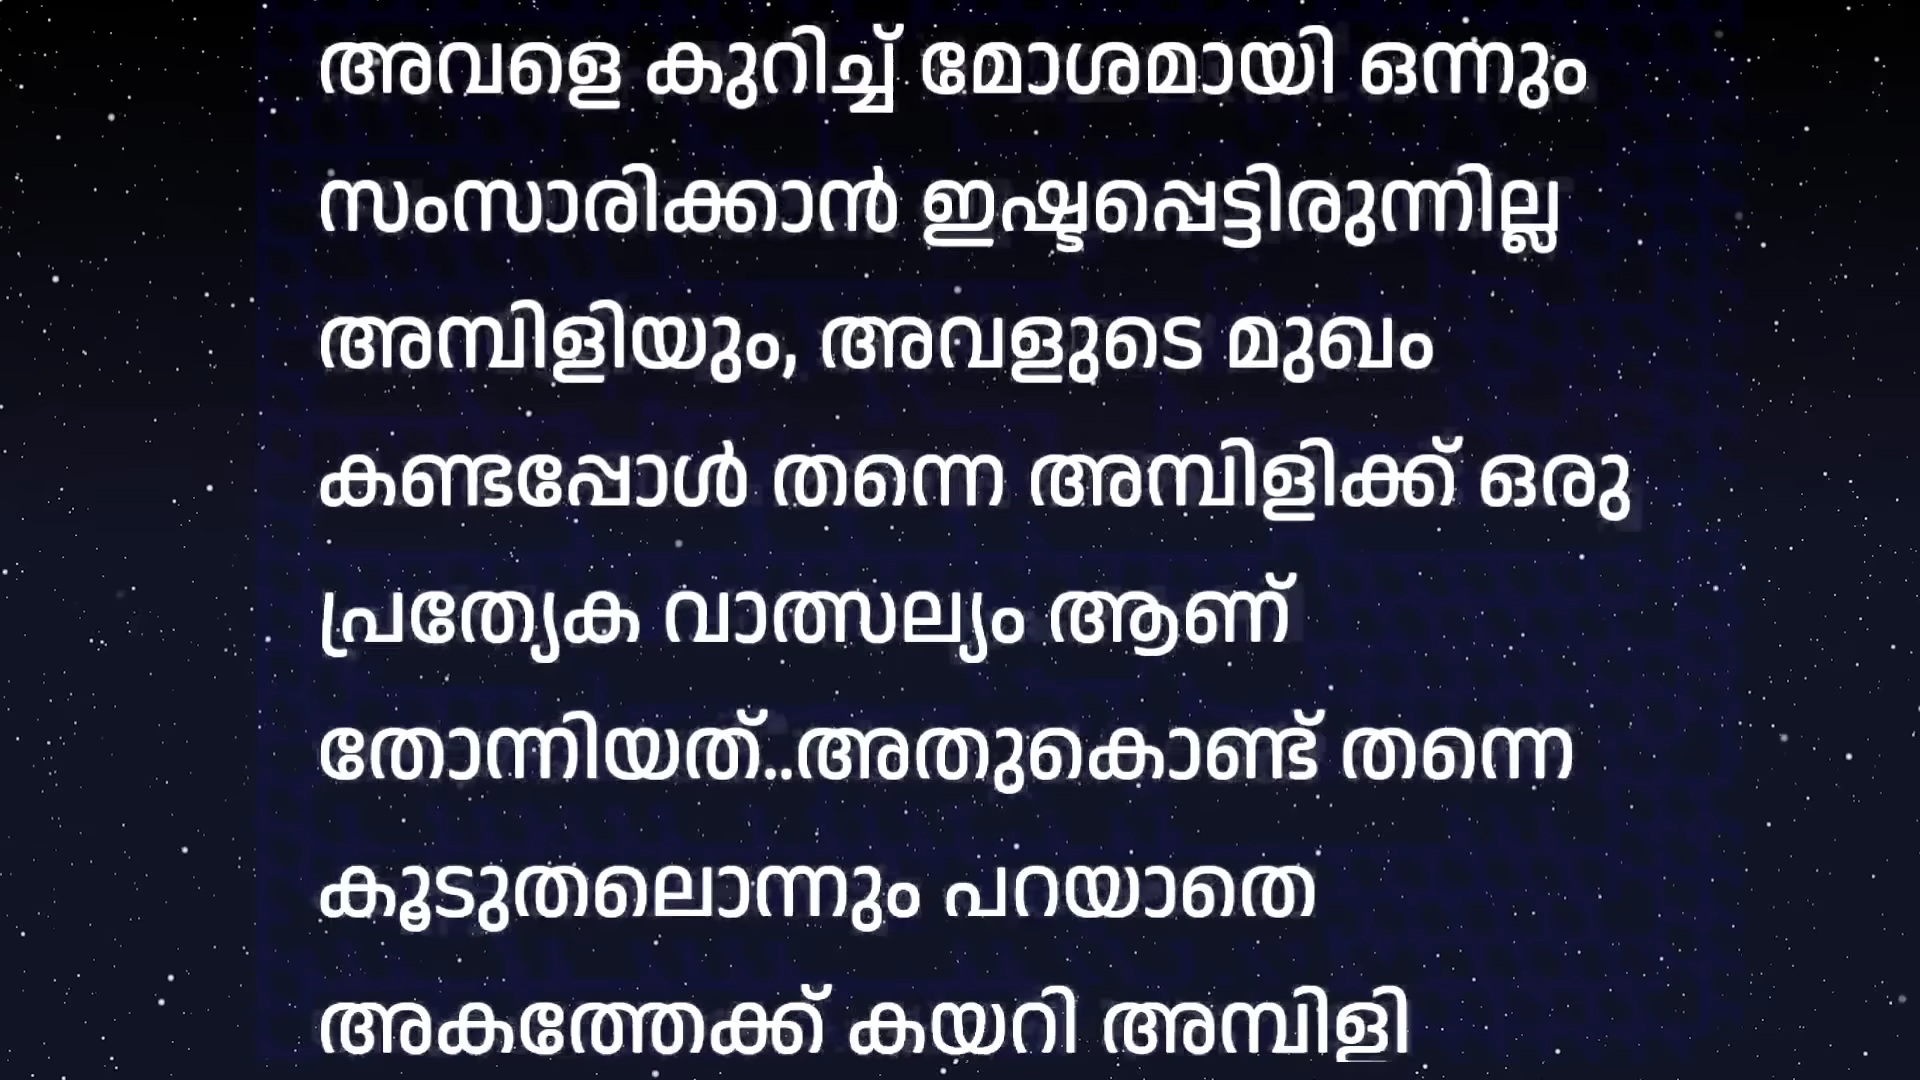 അവളെ കുറിച്ച് മോശമായി ഒന്നും
സംസാരിക്കാൻ ഇഷ്ടപ്പെട്ടിരുന്നില്ല
അമ്പിളിയും, അവളുടെ മുഖം
കണ്ടപ്പോൾ തന്നെ അമ്പിളിക്ക് ഒരു
പ്രത്യേക വാത്സല്യം ആണ്
തോന്നിയത്..അതുകൊണ്ട് തന്നെ
കൂടുതലൊന്നും പറയാതെ
അകത്തേക്ക് കയറി അമ്പിളി